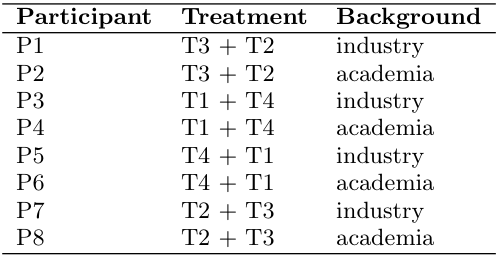 Participant Treatment Background
P1 T3 + T2 industry
P2 T3 + T2 academia
P3 T1 + T4 industry
P4 T1 + T4 academia
P5 T4 + T1 industry
P6 T4 + T1 academia
P7 T2 + T3 industry
P8 T2 + T3 academia